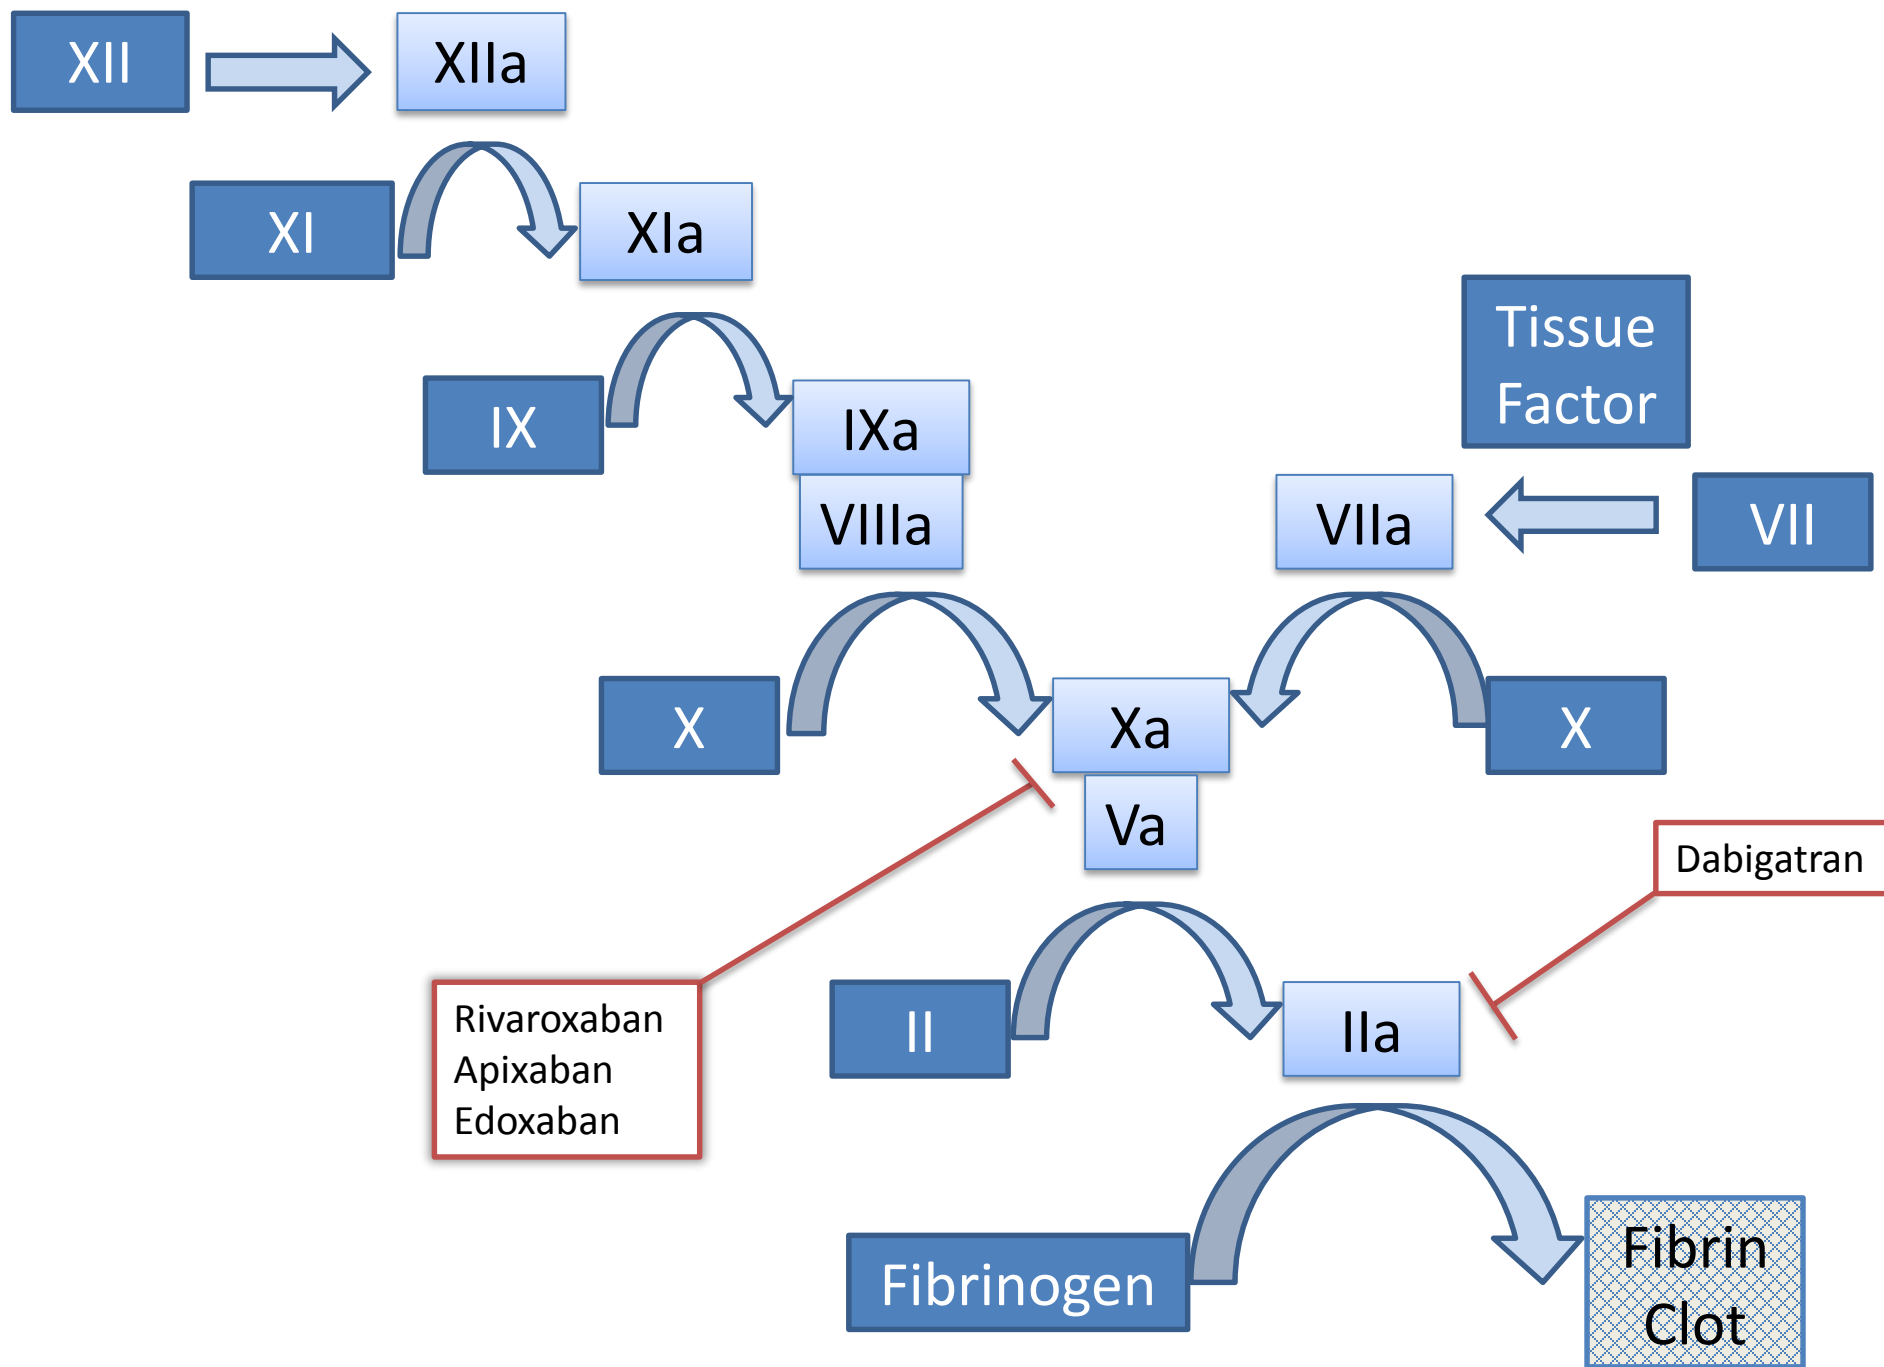 XII
XIIa
XI
XIa
Tissue
Factor
IX
IXa
VIIIa
VIIa
VII
X
Xa
X
Va
Dabigatran
Rivaroxaban
Apixaban
Edoxaban
II
IIa
Fibrinogen
Fibrin
Clot